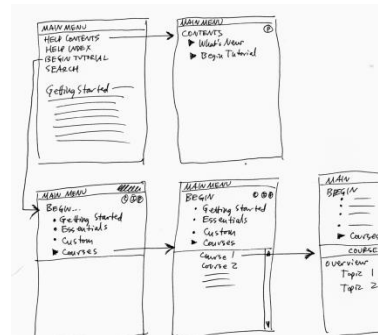 MAIN MENU
HELP CONTENTS
HELP INDEX
BEGIN TUTORIAL
SEARCH
Getting Started
MAIN MENU
CONTENTS
What's New
Begin Tutorial
MAIN MENU
BEGIN...
Getting Started
Essentials
Custom
Courses
MAIN MENU
BEGIN
Getting Started
Essentials
Custom
Courses
Course 1
Course 2
MAIN
BEGIN
Courses
COURSE
Overview
Topic 1
Topic 2